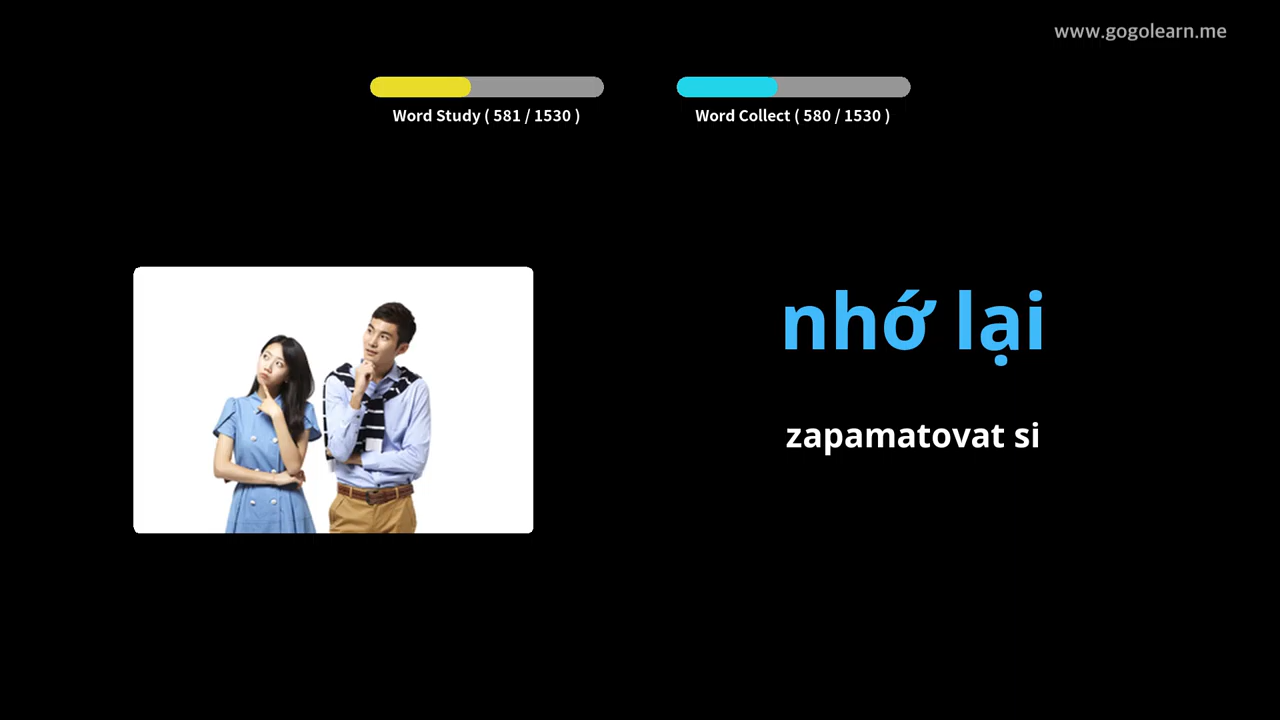 www.gogolearn.me
Word Study ( 581 / 1530 )
Word Collect ( 580 / 1530 )
nhớ lại
zapamatovat si